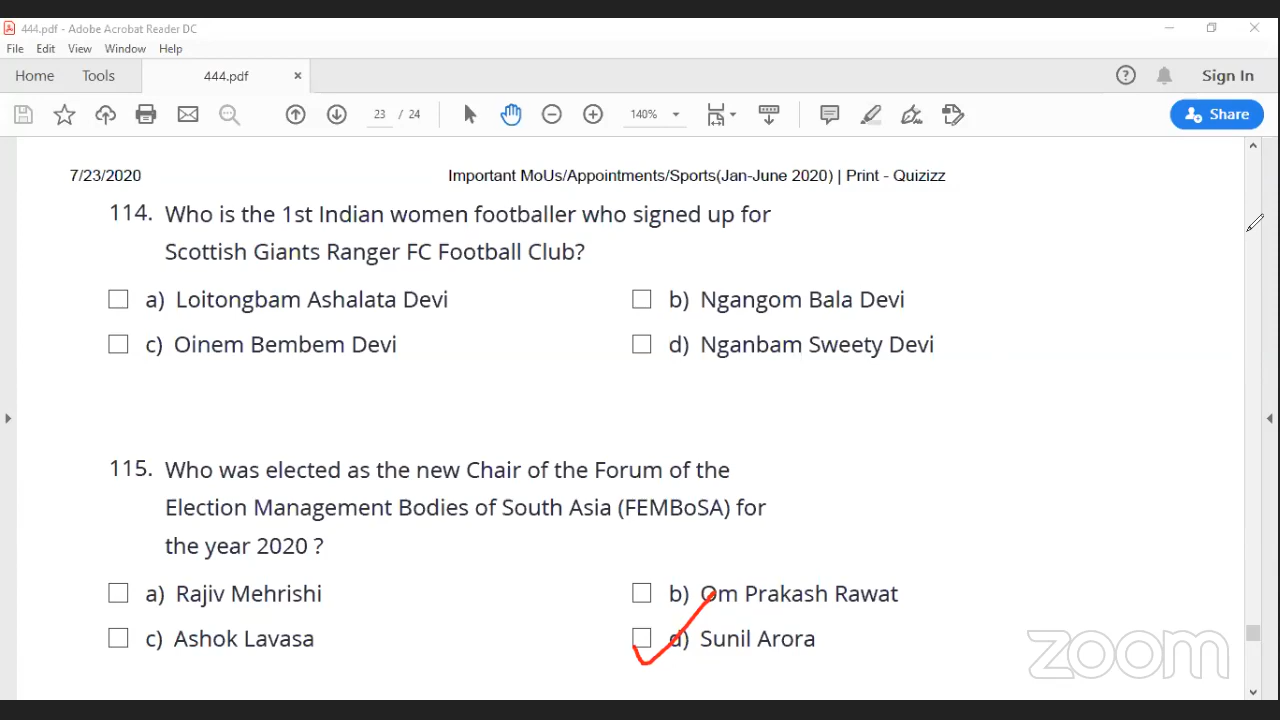 444.pdf - Adobe Acrobat Reader DC
File Edit View Window Help
Home Tools 444.pdf × Sign In
23 / 24 140% Share
7/23/2020 Important MoUs/Appointments/Sports(Jan-June 2020) | Print - Quizizz
114. Who is the 1st Indian women footballer who signed up for
Scottish Giants Ranger FC Football Club?
a) Loitongbam Ashalata Devi b) Ngangom Bala Devi
c) Oinem Bembem Devi d) Nganbam Sweety Devi
115. Who was elected as the new Chair of the Forum of the
Election Management Bodies of South Asia (FEMBoSA) for
the year 2020 ?
a) Rajiv Mehrishi b) Om Prakash Rawat
c) Ashok Lavasa d) Sunil Arora
zoom